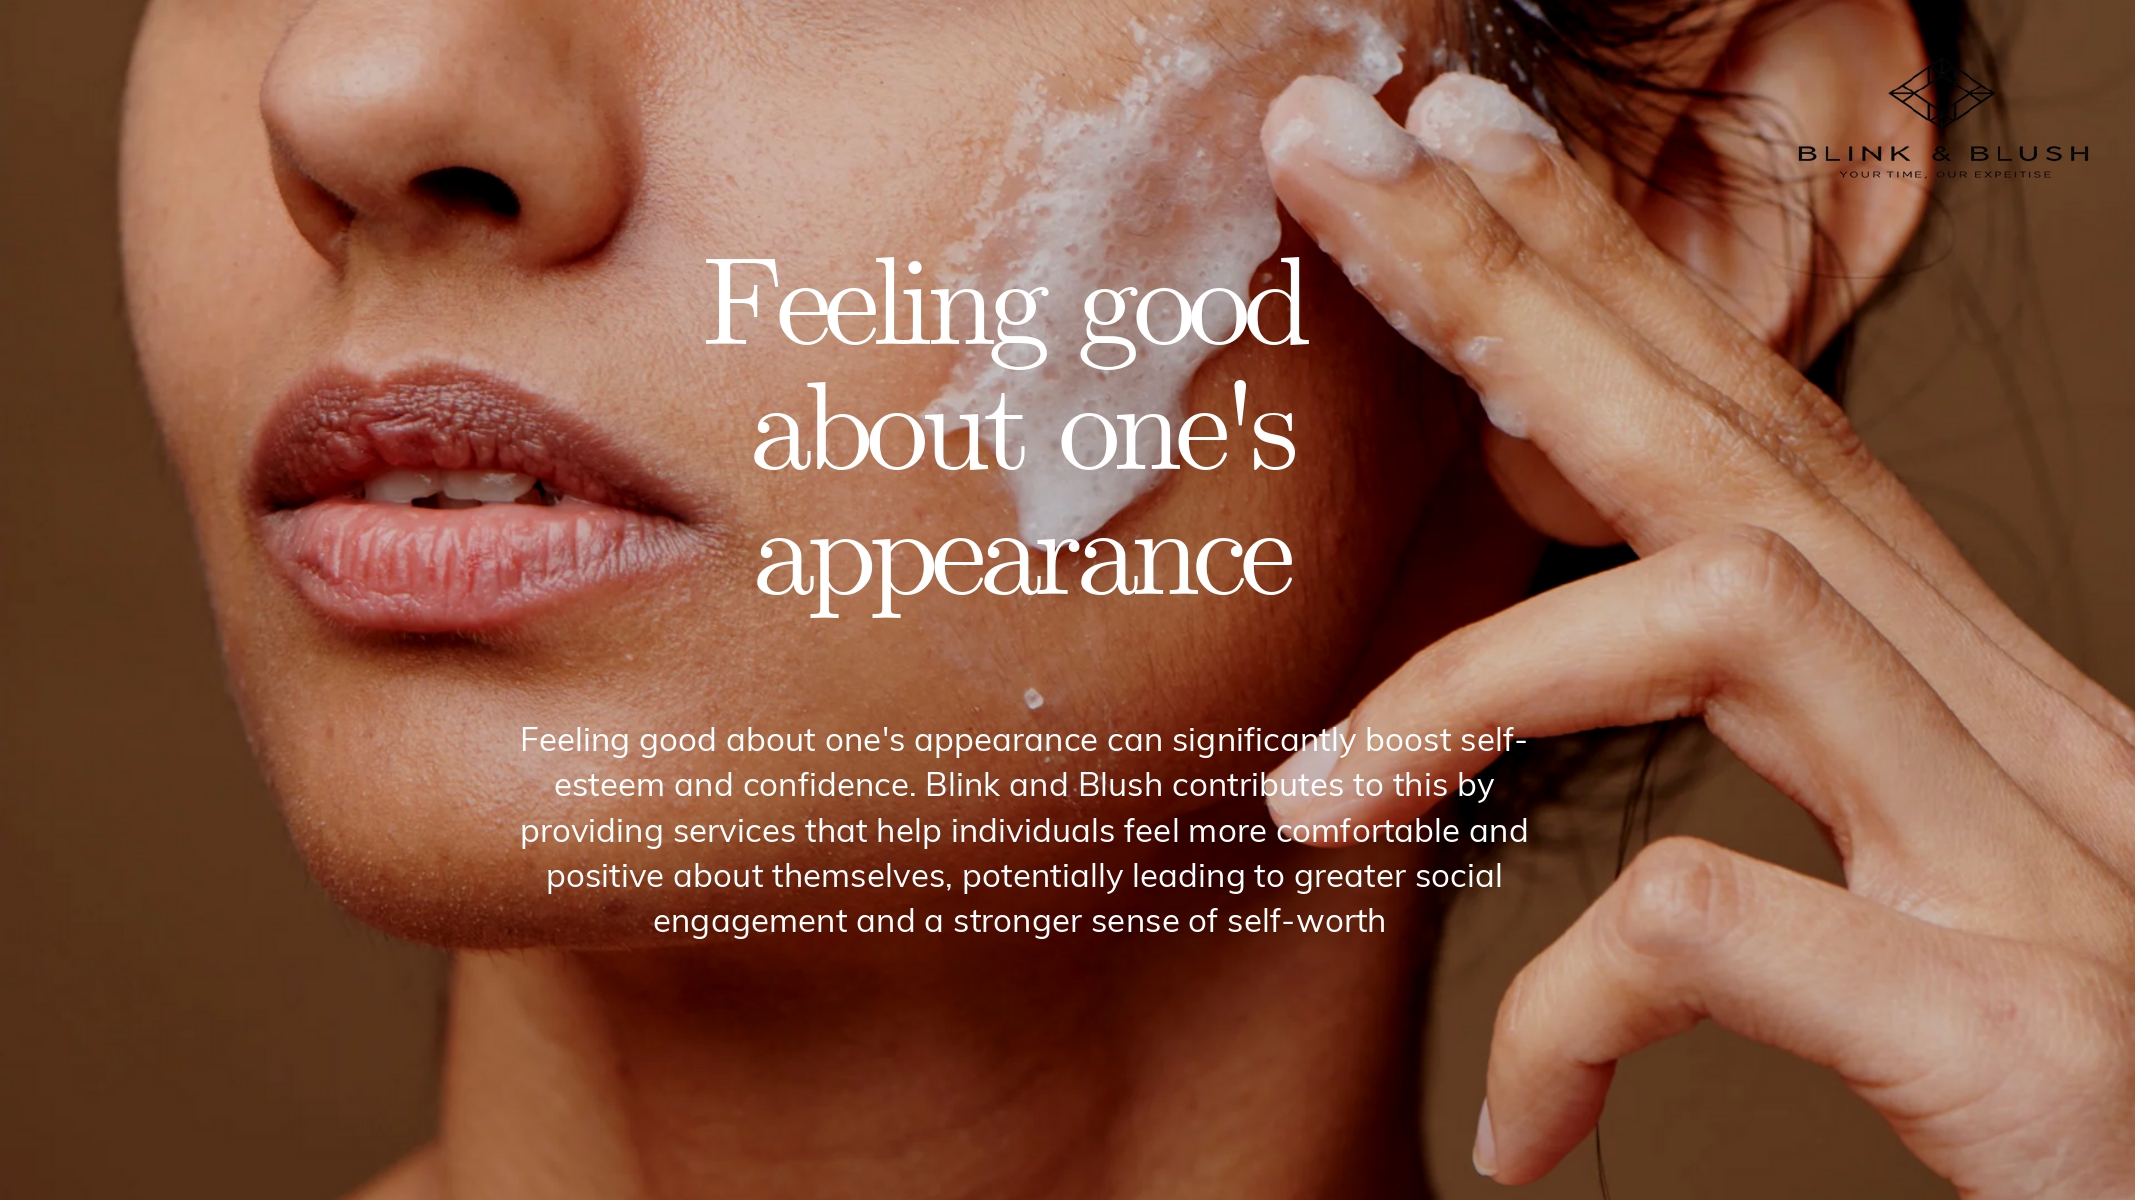 BLINK & BLUSH
YOUR TIME, OUR EXPEITISE
Feeling good
about one's
appearance
Feeling good about one's appearance can significantly boost self-
esteem and confidence. Blink and Blush contributes to this by
providing services that help individuals feel more comfortable and
positive about themselves, potentially leading to greater social
engagement and a stronger sense of self-worth